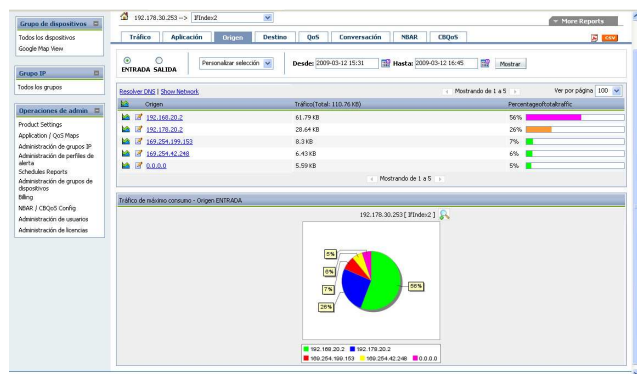 Grupo de dispositivos
Todos los dispositivos
Google Map View
Grupo IP
Todos los grupos
Operaciones de admin
Product Settings
Application / QoS Maps
Administración de grupos IP
Administración de perfiles de alerta
Schedules Reports
Administración de grupos de dispositivos
Billing
NBAR / CBQoS Config
Administración de usuarios
Administración de licencias
192.178.30.253 --> IfIndex2
More Reports
Tráfico Aplicación Origen Destino QoS Conversación NBAR CBQoS
CSV
ENTRADA SALIDA
Personalizar selección
Desde: 2009-03-12 15:31 Hasta: 2009-03-12 16:45 Mostrar
Resolver DNS | Show Network
Mostrando de 1 a 5
Ver por página 100
Origen Tráfico(Total: 110.76 KB) Percentageoftotaltraffic
192.168.20.2 61.79 KB 56%
192.178.20.2 28.64 KB 26%
169.254.199.153 8.3 KB 7%
169.254.42.248 6.43 KB 6%
0.0.0.0 5.59 KB 5%
Mostrando de 1 a 5
Tráfico de máximo consumo - Origen ENTRADA
192.178.30.253 [ IfIndex2 ]
5%
6%
7%
26%
56%
192.168.20.2 192.178.20.2
169.254.199.153 169.254.42.248 0.0.0.0